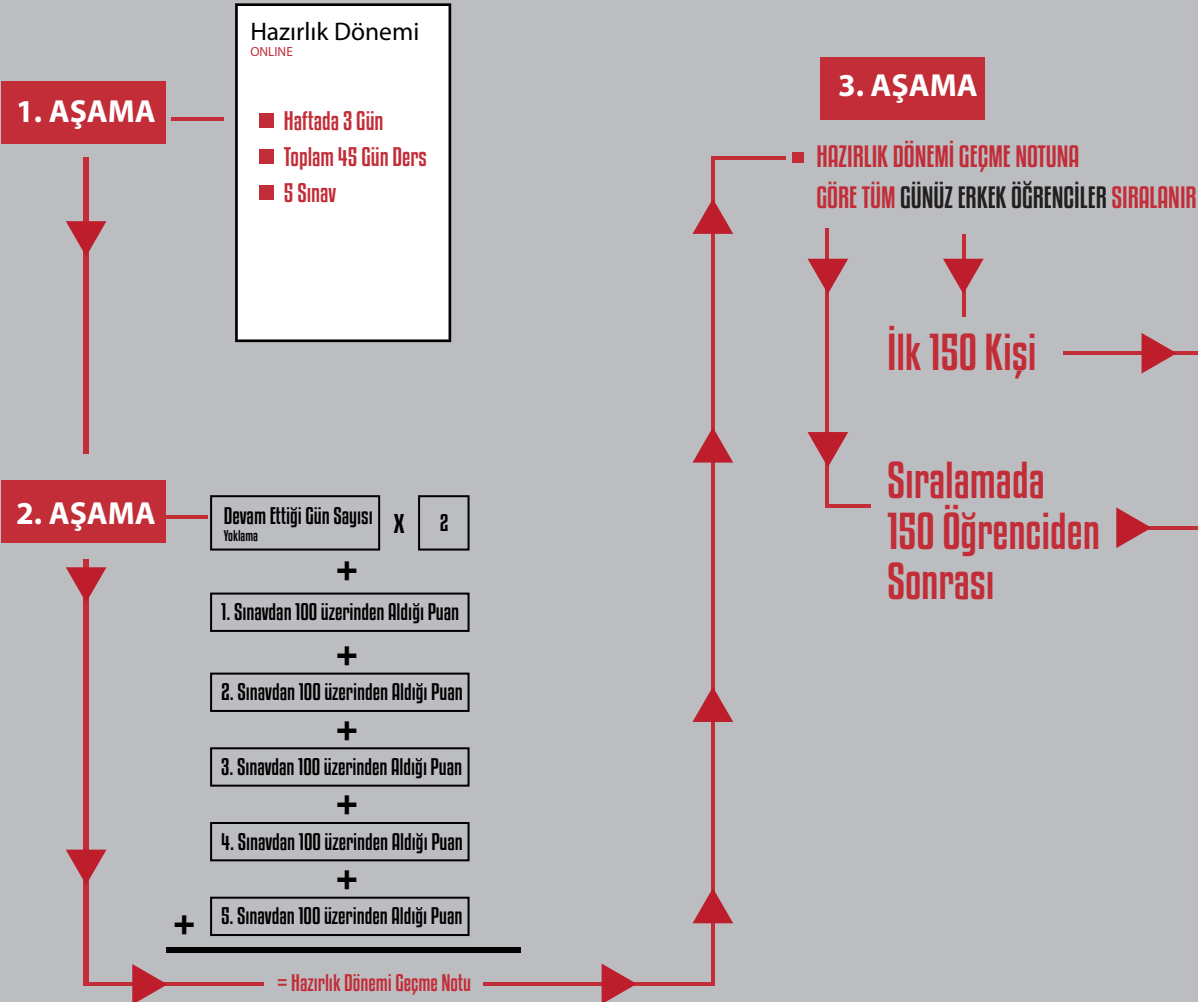 1. AŞAMA
Hazırlık Dönemi
ONLINE
Haftada 3 Gün
Toplam 45 Gün Ders
5 Sınav
2. AŞAMA
Devam Ettiği Gün Sayısı X 2
Yoklama
+
1. Sınavdan 100 üzerinden Aldığı Puan
+
2. Sınavdan 100 üzerinden Aldığı Puan
+
3. Sınavdan 100 üzerinden Aldığı Puan
+
4. Sınavdan 100 üzerinden Aldığı Puan
+
+ 5. Sınavdan 100 üzerinden Aldığı Puan
= Hazırlık Dönemi Geçme Notu
3. AŞAMA
HAZIRLIK DÖNEMİ GEÇME NOTUNA
GÖRE TÜM GÜNÜZ ERKEK ÖĞRENCİLER SIRALANIR
İlk 150 Kişi
Sıralamada
150 Öğrenciden
Sonrası